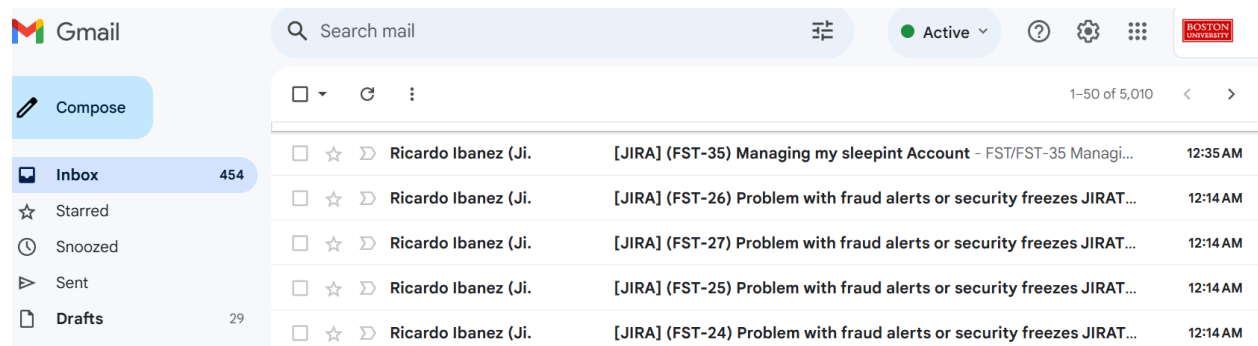 Gmail
Search mail
Active
BOSTON
UNIVERSITY
Compose
1–50 of 5,010
Inbox 454
Starred
Snoozed
Sent
Drafts 29
Ricardo Ibanez (Ji. [JIRA] (FST-35) Managing my sleepint Account - FST/FST-35 Managi... 12:35 AM
Ricardo Ibanez (Ji. [JIRA] (FST-26) Problem with fraud alerts or security freezes JIRAT... 12:14 AM
Ricardo Ibanez (Ji. [JIRA] (FST-27) Problem with fraud alerts or security freezes JIRAT... 12:14 AM
Ricardo Ibanez (Ji. [JIRA] (FST-25) Problem with fraud alerts or security freezes JIRAT... 12:14 AM
Ricardo Ibanez (Ji. [JIRA] (FST-24) Problem with fraud alerts or security freezes JIRAT... 12:14 AM